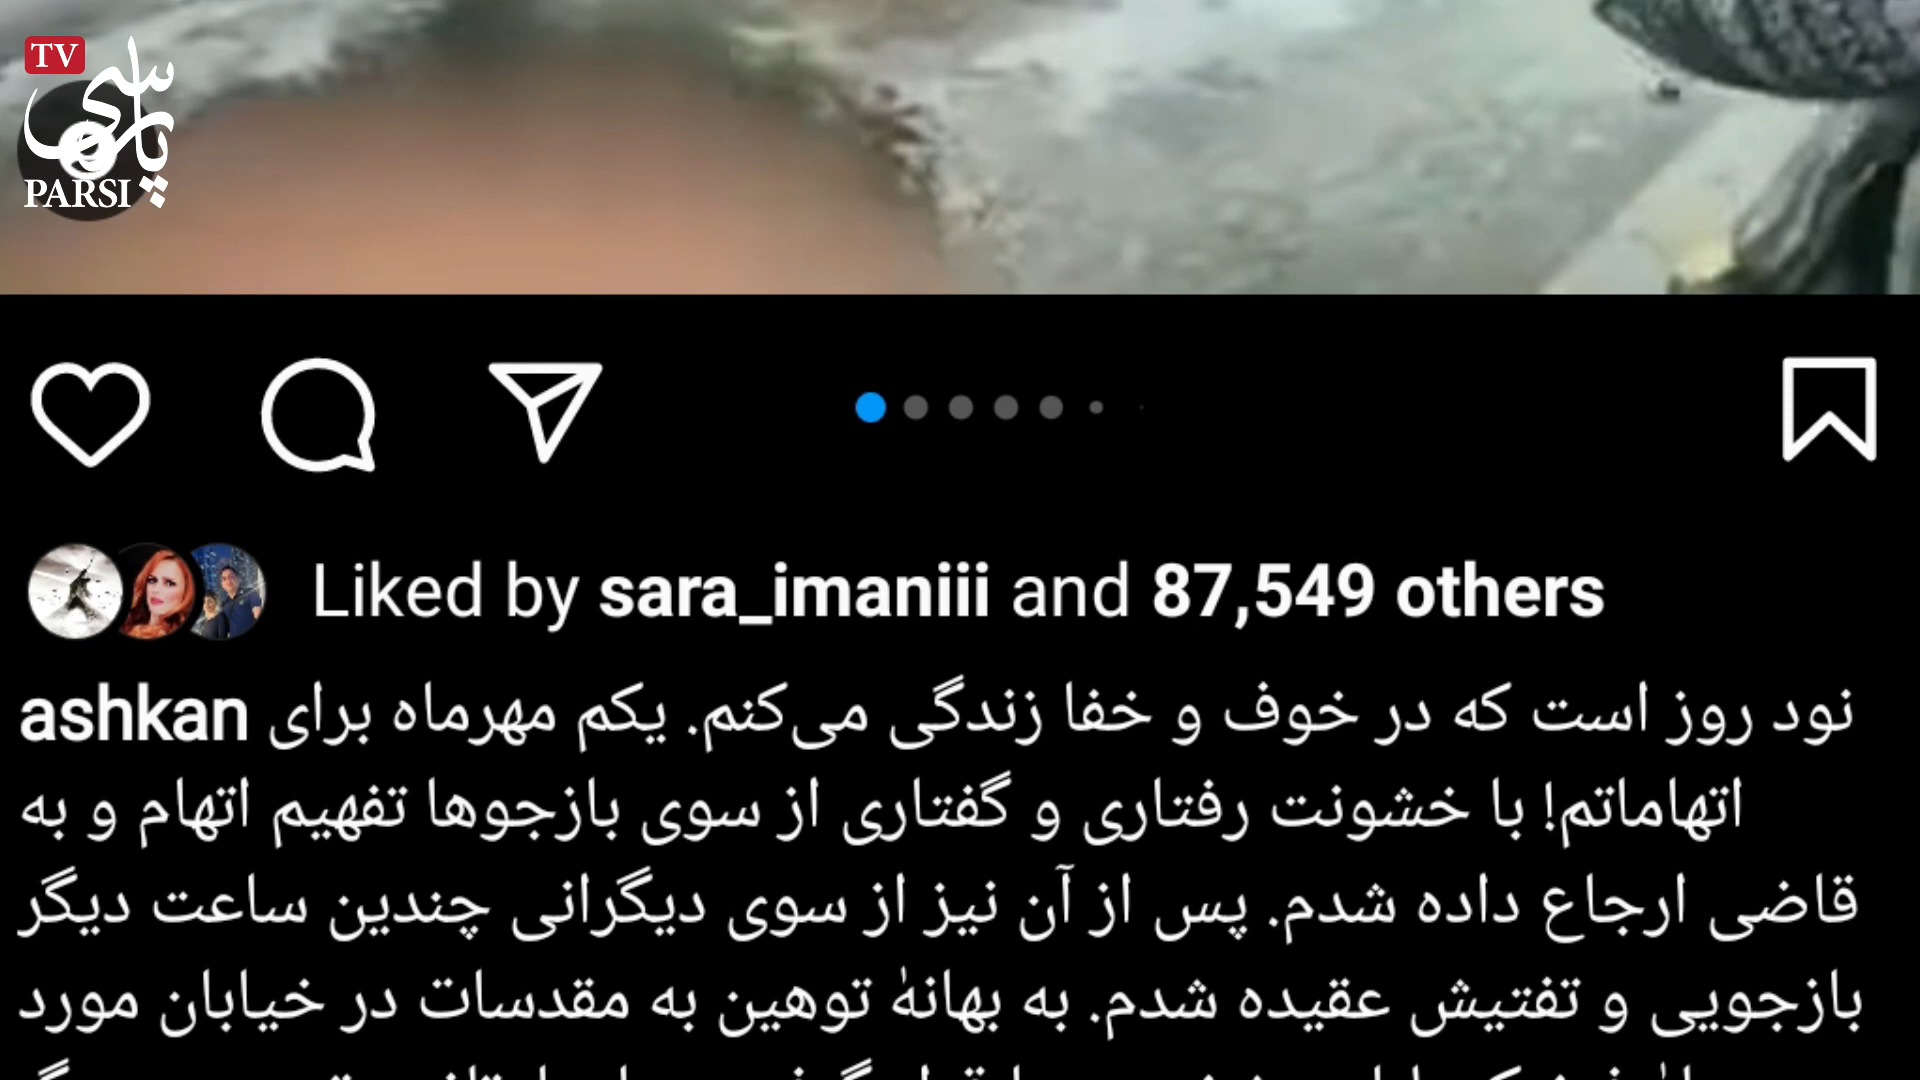 TV
پارسی
PARSI
Liked by sara_imaniii and 87,549 others
ashkan نود روز است که در خوف و خفا زندگی می‌کنم. یکم مهرماه برای
اتهاماتم! با خشونت رفتاری و گفتاری از سوی بازجوها تفهیم اتهام و به
قاضی ارجاع داده شدم. پس از آن نیز از سوی دیگرانی چندین ساعت دیگر
بازجویی و تفتیش عقیده شدم. به بهانهٔ توهین به مقدسات در خیابان مورد